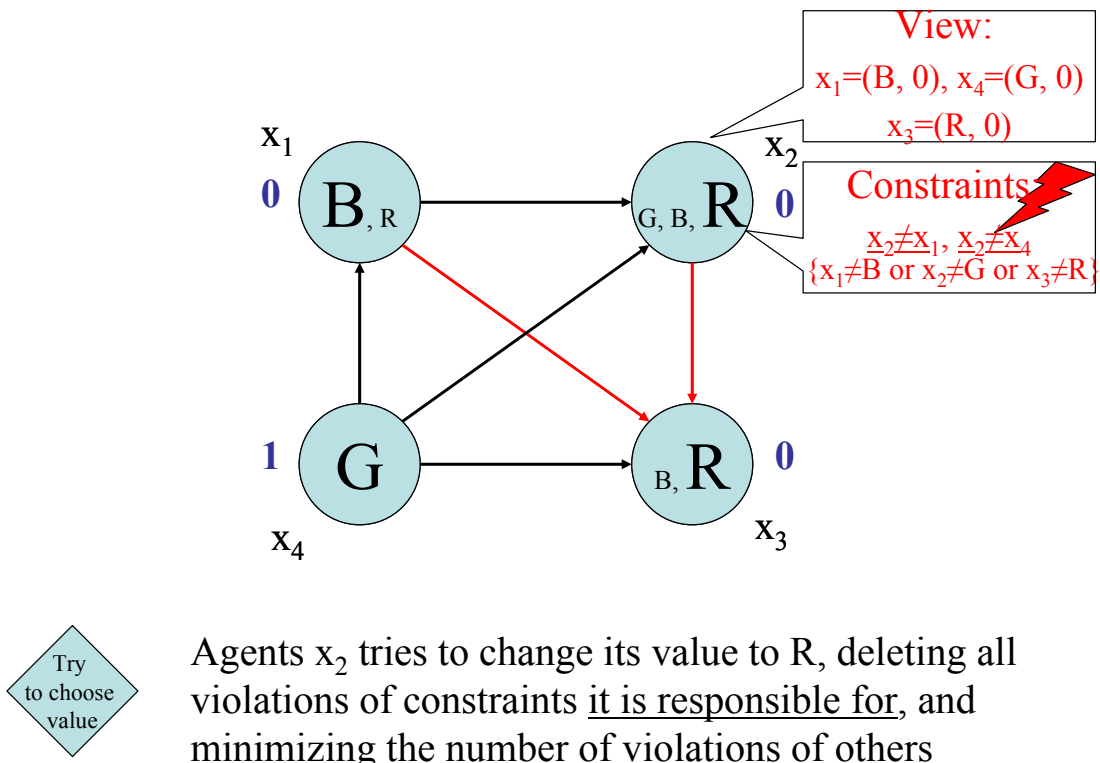 View:
x₁=(B, 0), x₄=(G, 0)
x₃=(R, 0)
x₁
x₂
0
B, R
G, B, R
0
Constraints:
x₂≠x₁, x₂≠x₄
{x₁≠B or x₂≠G or x₃≠R}
1
G
B, R
0
x₄
x₃
Try
to choose
value
Agents x₂ tries to change its value to R, deleting all
violations of constraints it is responsible for, and
minimizing the number of violations of others